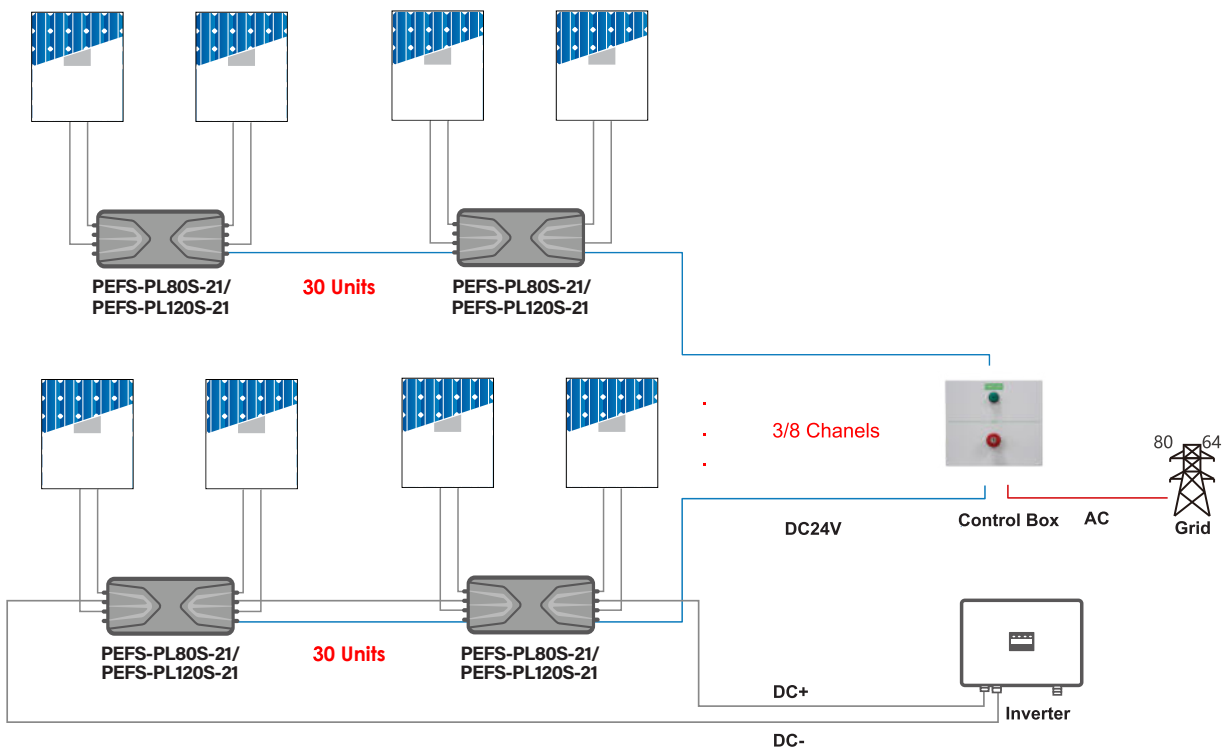 PEFS-PL80S-21/
PEFS-PL120S-21
30 Units
PEFS-PL80S-21/
PEFS-PL120S-21
3/8 Chanels
80 64
DC24V
Control Box
AC
Grid
PEFS-PL80S-21/
PEFS-PL120S-21
30 Units
PEFS-PL80S-21/
PEFS-PL120S-21
DC+
Inverter
DC-